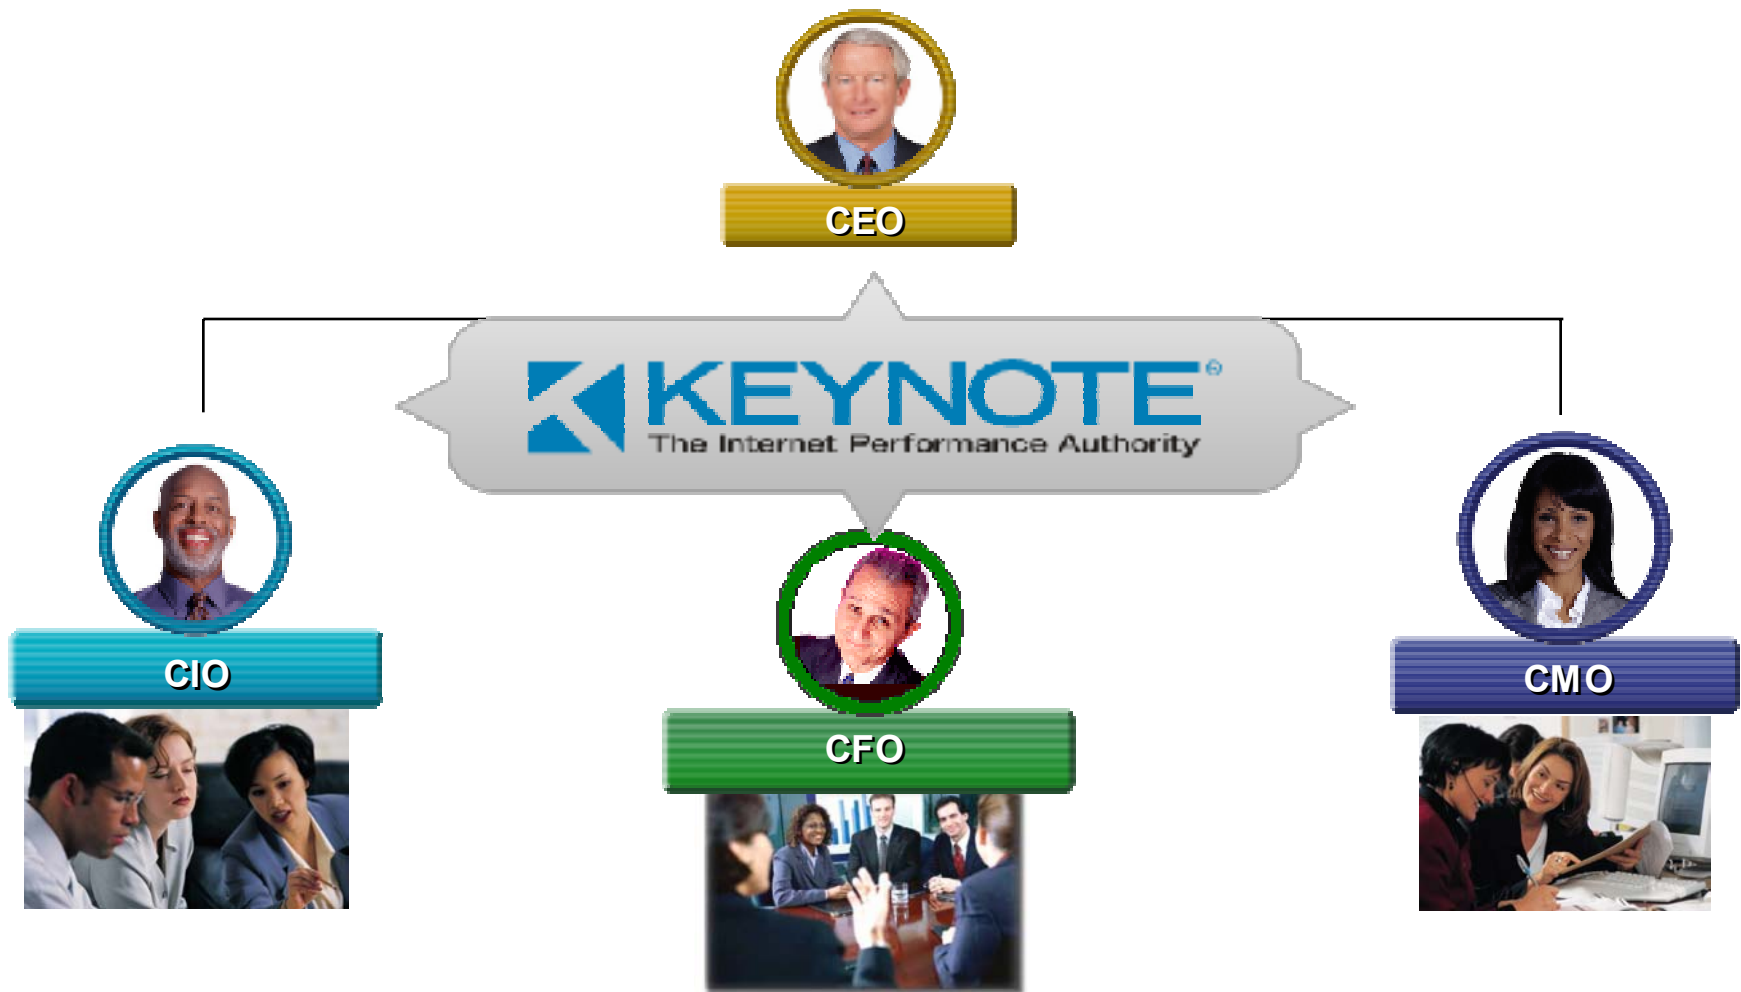 CEO
KEYNOTE®
The Internet Performance Authority
CIO
CFO
CMO